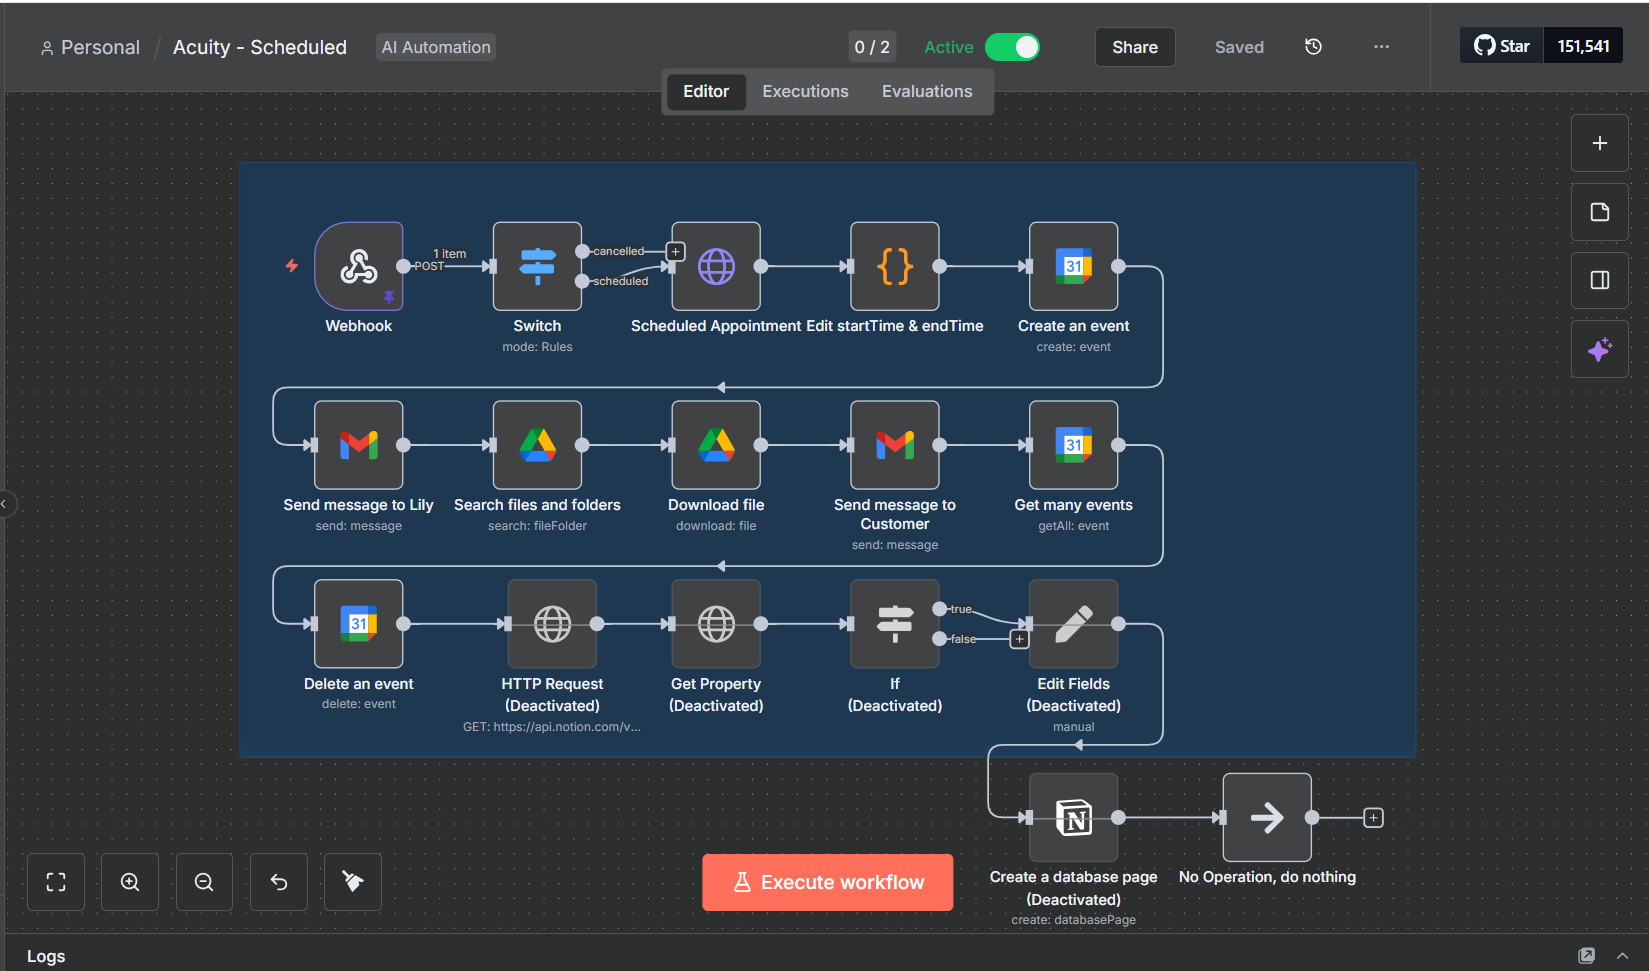 Personal / Acuity - Scheduled AI Automation 0 / 2 Active Share Saved ... Star 151,541
Editor Executions Evaluations
1 item
POST
cancelled
scheduled
Webhook
Switch
mode: Rules
Scheduled Appointment
Edit startTime & endTime
31
Create an event
create: event
Send message to Lily
send: message
Search files and folders
search: fileFolder
Download file
download: file
Send message to
Customer
send: message
31
Get many events
getAll: event
31
Delete an event
delete: event
HTTP Request
(Deactivated)
GET: https://api.notion.com/v...
Get Property
(Deactivated)
true
false
If
(Deactivated)
Edit Fields
(Deactivated)
manual
N
Create a database page
(Deactivated)
create: databasePage
No Operation, do nothing
Execute workflow
Logs